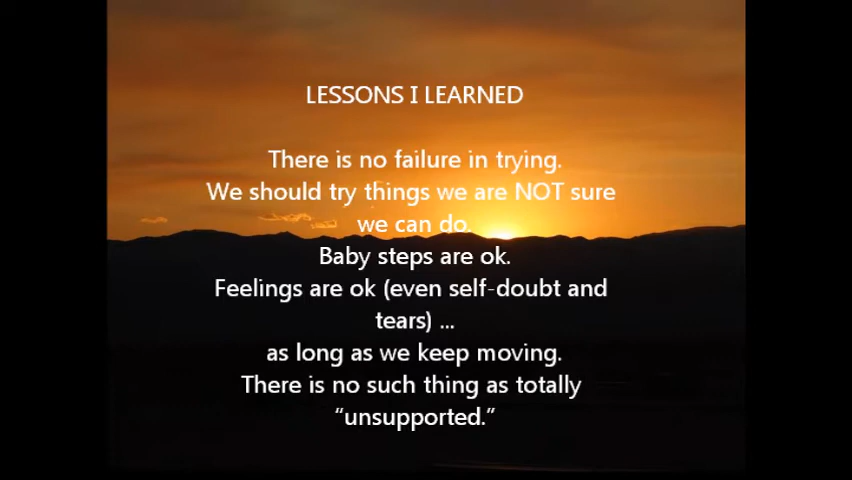 LESSONS I LEARNED
There is no failure in trying.
We should try things we are NOT sure
we can do.
Baby steps are ok.
Feelings are ok (even self-doubt and
tears) ...
as long as we keep moving.
There is no such thing as totally
“unsupported.”